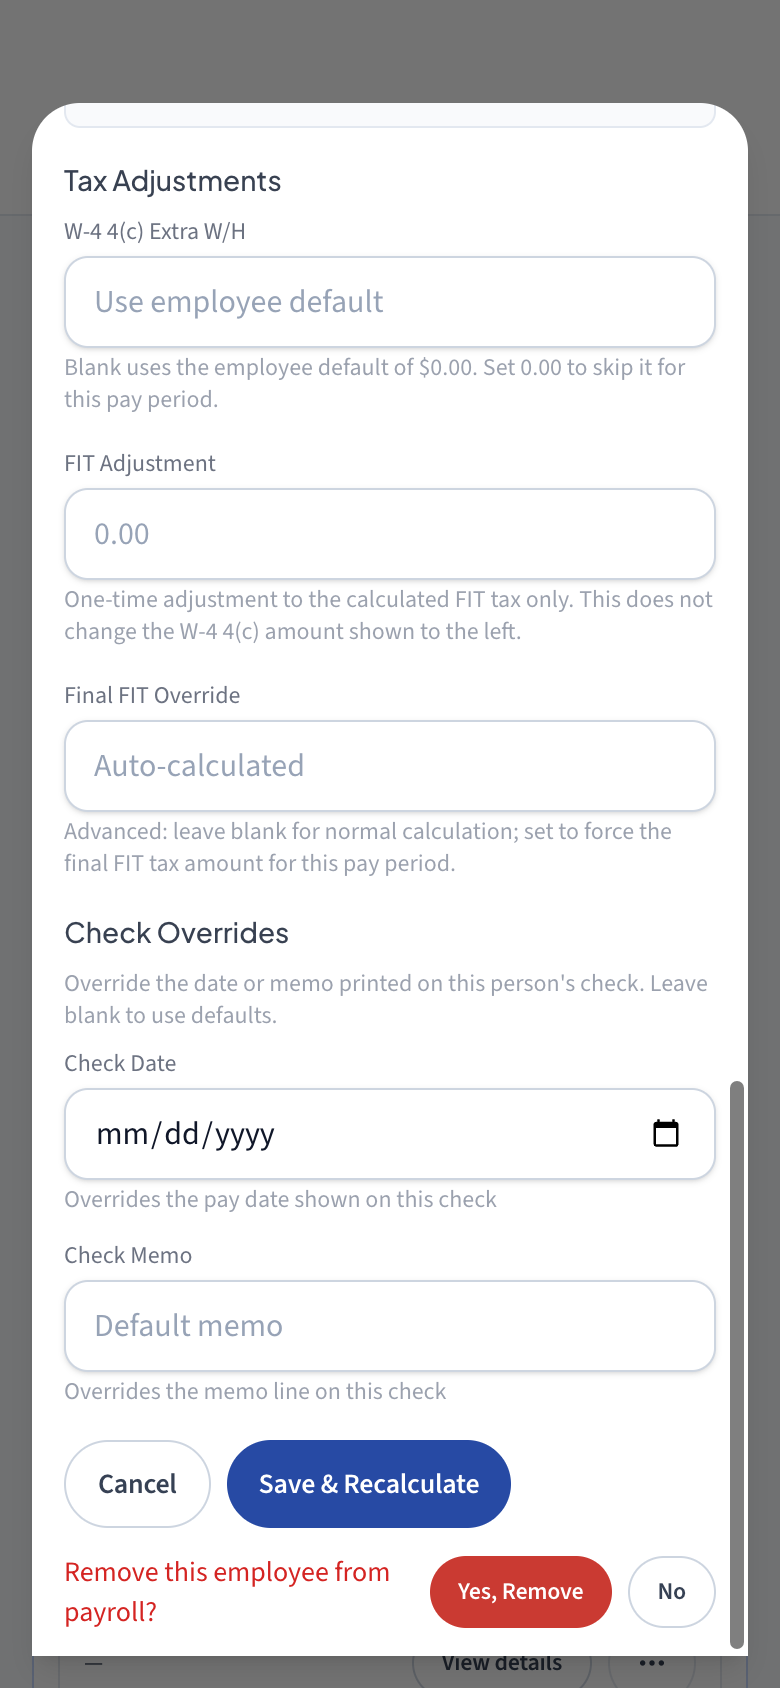 Tax Adjustments
W-4 4(c) Extra W/H
Use employee default
Blank uses the employee default of $0.00. Set 0.00 to skip it for
this pay period.
FIT Adjustment
0.00
One-time adjustment to the calculated FIT tax only. This does not
change the W-4 4(c) amount shown to the left.
Final FIT Override
Auto-calculated
Advanced: leave blank for normal calculation; set to force the
final FIT tax amount for this pay period.
Check Overrides
Override the date or memo printed on this person's check. Leave
blank to use defaults.
Check Date
mm/dd/yyyy
Overrides the pay date shown on this check
Check Memo
Default memo
Overrides the memo line on this check
Cancel Save & Recalculate
Remove this employee from
payroll?
Yes, Remove No
— View details •••